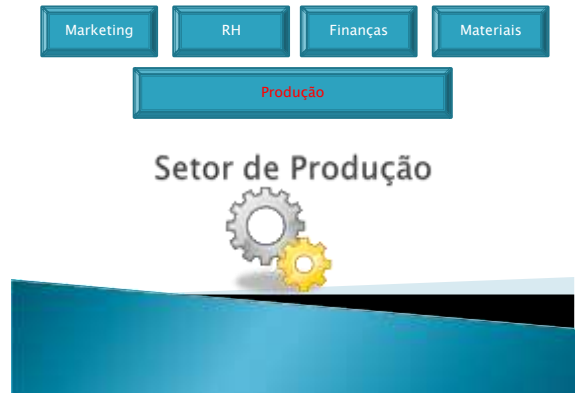 Marketing
RH
Finanças
Materiais
Produção
Setor de Produção